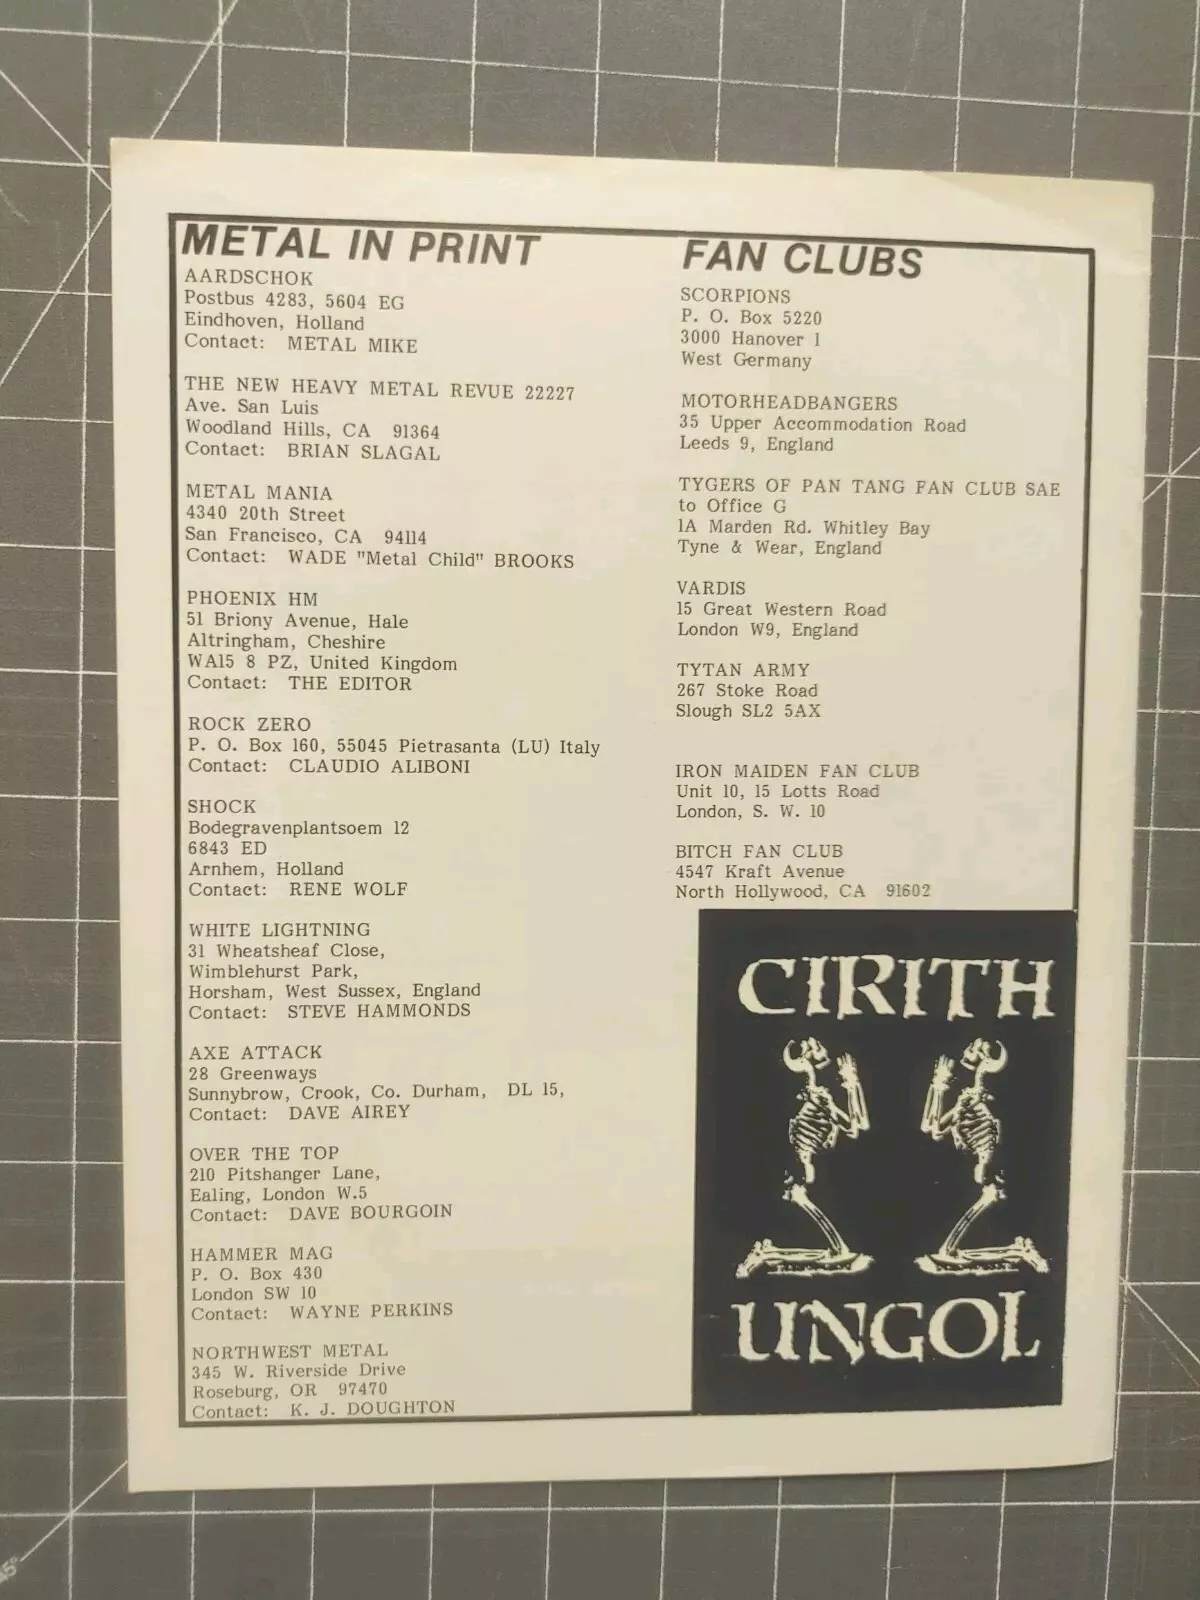 METAL IN PRINT
AARDSCHOK
Postbus 4283, 5604 EG
Eindhoven, Holland
Contact: METAL MIKE
THE NEW HEAVY METAL REVUE 22227
Ave. San Luis
Woodland Hills, CA 91364
Contact: BRIAN SLAGAL
METAL MANIA
4340 20th Street
San Francisco, CA 94114
Contact: WADE "Metal Child" BROOKS
PHOENIX HM
51 Briony Avenue, Hale
Altringham, Cheshire
WA15 8 PZ, United Kingdom
Contact: THE EDITOR
ROCK ZERO
P. O. Box 160, 55045 Pietrasanta (LU) Italy
Contact: CLAUDIO ALIBONI
SHOCK
Bodegravenplantsoem 12
6843 ED
Arnhem, Holland
Contact: RENE WOLF
WHITE LIGHTNING
31 Wheatsheaf Close,
Wimblehurst Park,
Horsham, West Sussex, England
Contact: STEVE HAMMONDS
AXE ATTACK
28 Greenways
Sunnybrow, Crook, Co. Durham, DL 15,
Contact: DAVE AIREY
OVER THE TOP
210 Pitshanger Lane,
Ealing, London W.5
Contact: DAVE BOURGOIN
HAMMER MAG
P. O. Box 430
London SW 10
Contact: WAYNE PERKINS
NORTHWEST METAL
345 W. Riverside Drive
Roseburg, OR 97470
Contact: K. J. DOUGHTON
FAN CLUBS
SCORPIONS
P. O. Box 5220
3000 Hanover 1
West Germany
MOTORHEADBANGERS
35 Upper Accommodation Road
Leeds 9, England
TYGERS OF PAN TANG FAN CLUB SAE
to Office G
1A Marden Rd. Whitley Bay
Tyne & Wear, England
VARDIS
15 Great Western Road
London W9, England
TYTAN ARMY
267 Stoke Road
Slough SL2 5AX
IRON MAIDEN FAN CLUB
Unit 10, 15 Lotts Road
London, S. W. 10
BITCH FAN CLUB
4547 Kraft Avenue
North Hollywood, CA 91602
CIRITH
UNGOL
45°